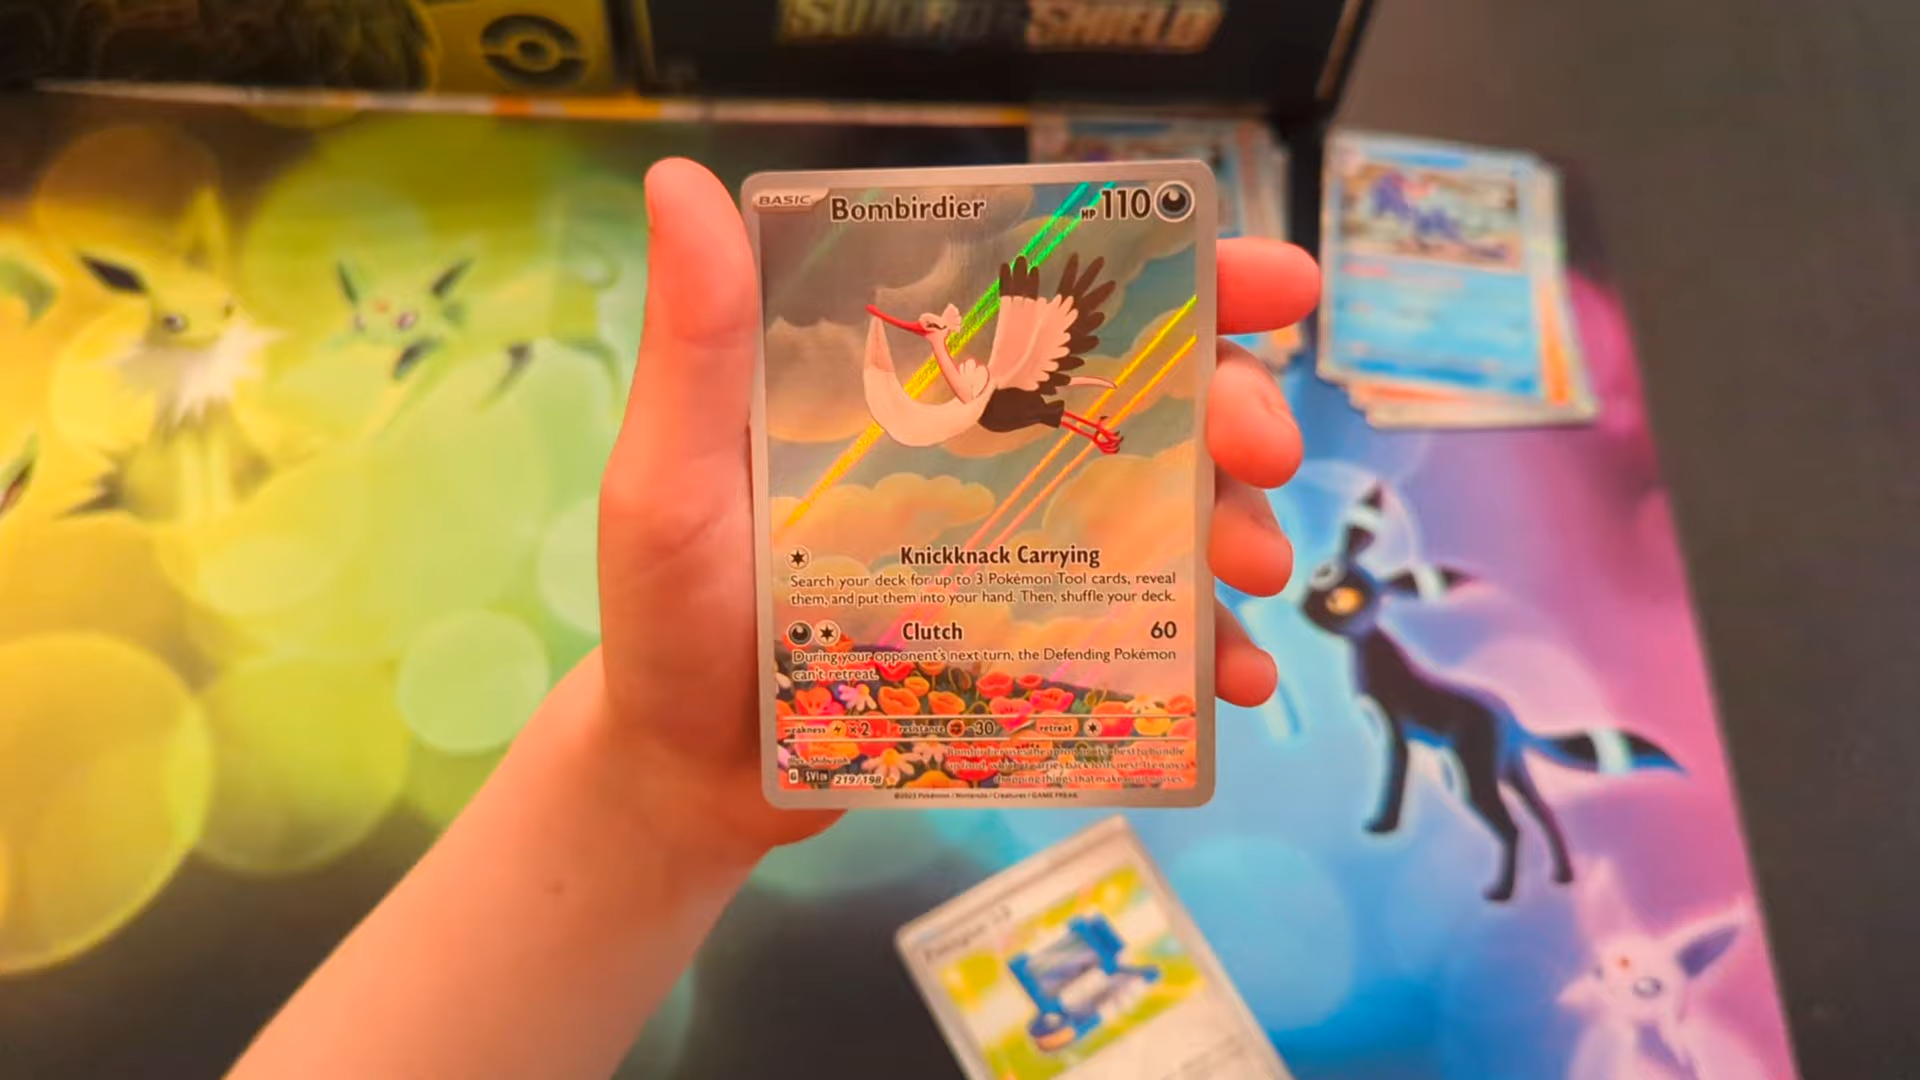 SWORD & SHIELD
BASIC Bombirdier HP 110
Knickknack Carrying
Search your deck for up to 3 Pokémon Tool cards, reveal
them, and put them into your hand. Then, shuffle your deck.
Clutch 60
During your opponent's next turn, the Defending Pokémon
can't retreat.
weakness ×2 resistance -30 retreat
G SVI EN 219/198
©2023 Pokémon / Nintendo / Creatures / GAME FREAK